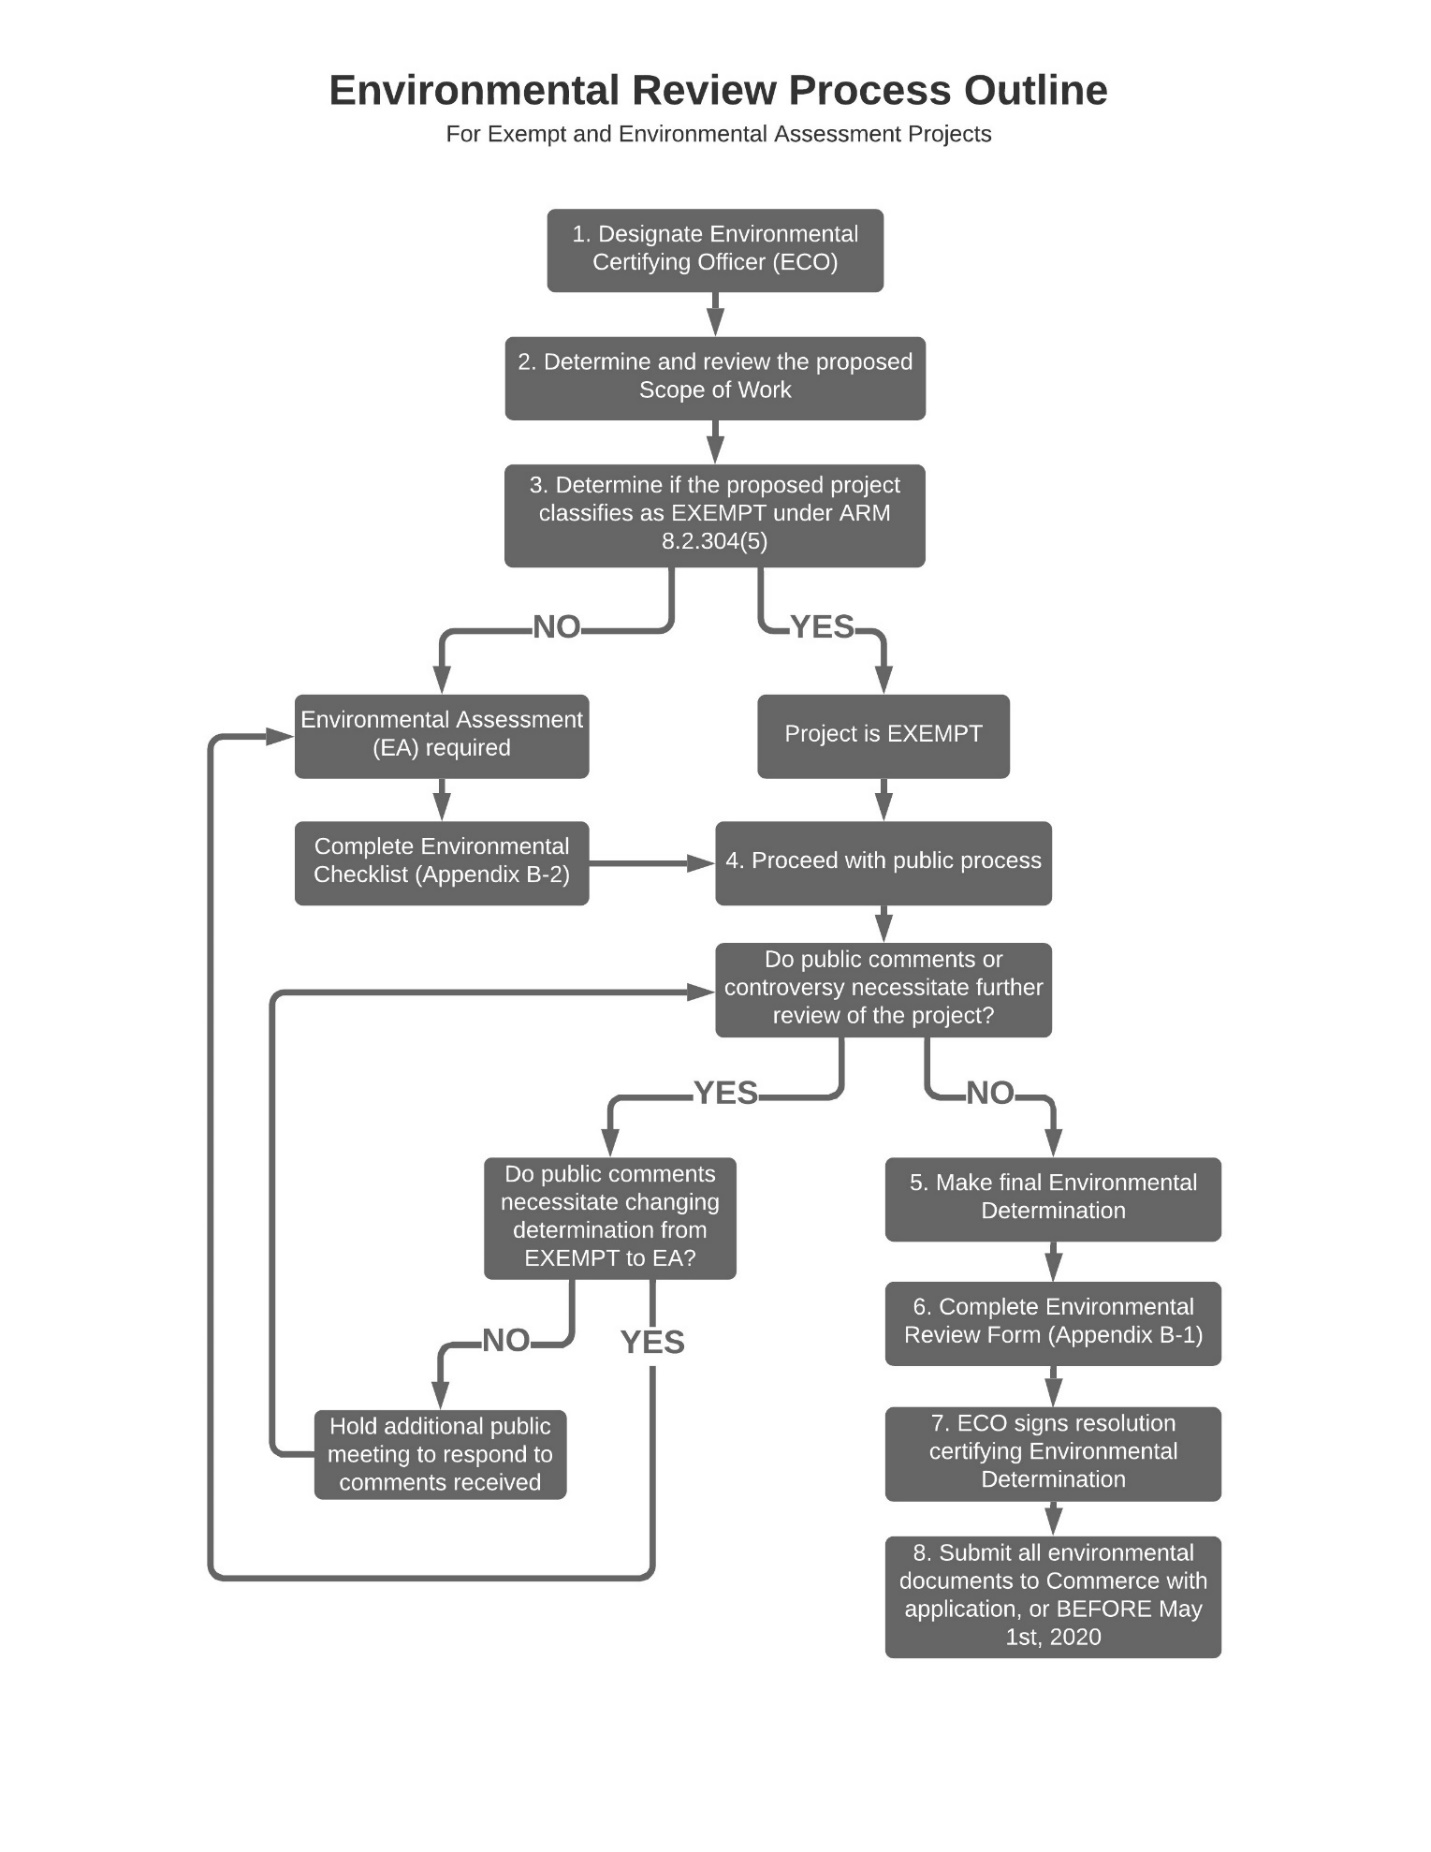 Environmental Review Process Outline
For Exempt and Environmental Assessment Projects
1. Designate Environmental
Certifying Officer (ECO)
2. Determine and review the proposed
Scope of Work
3. Determine if the proposed project
classifies as EXEMPT under ARM
8.2.304(5)
NO
YES
Environmental Assessment
(EA) required
Project is EXEMPT
Complete Environmental
Checklist (Appendix B-2)
4. Proceed with public process
Do public comments or
controversy necessitate further
review of the project?
YES
NO
Do public comments
necessitate changing
determination from
EXEMPT to EA?
5. Make final Environmental
Determination
6. Complete Environmental
Review Form (Appendix B-1)
NO
YES
Hold additional public
meeting to respond to
comments received
7. ECO signs resolution
certifying Environmental
Determination
8. Submit all environmental
documents to Commerce with
application, or BEFORE May
1st, 2020